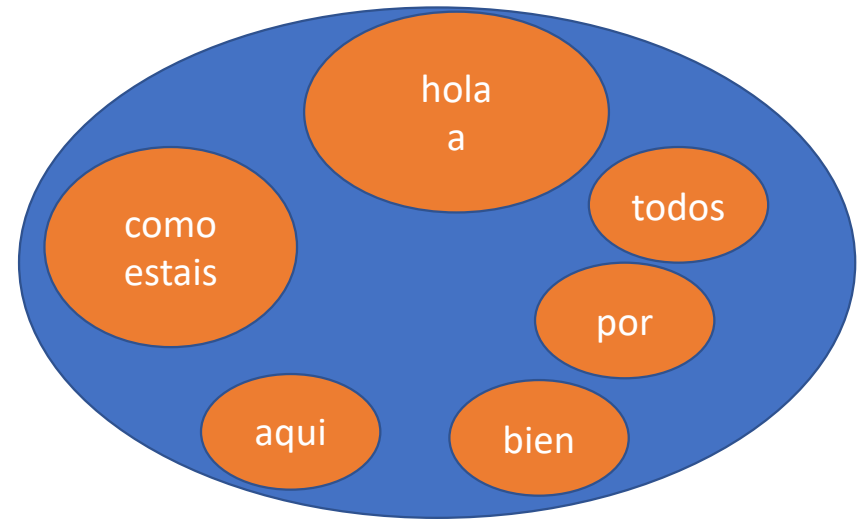 hola
a
todos
como
estais
por
aqui
bien